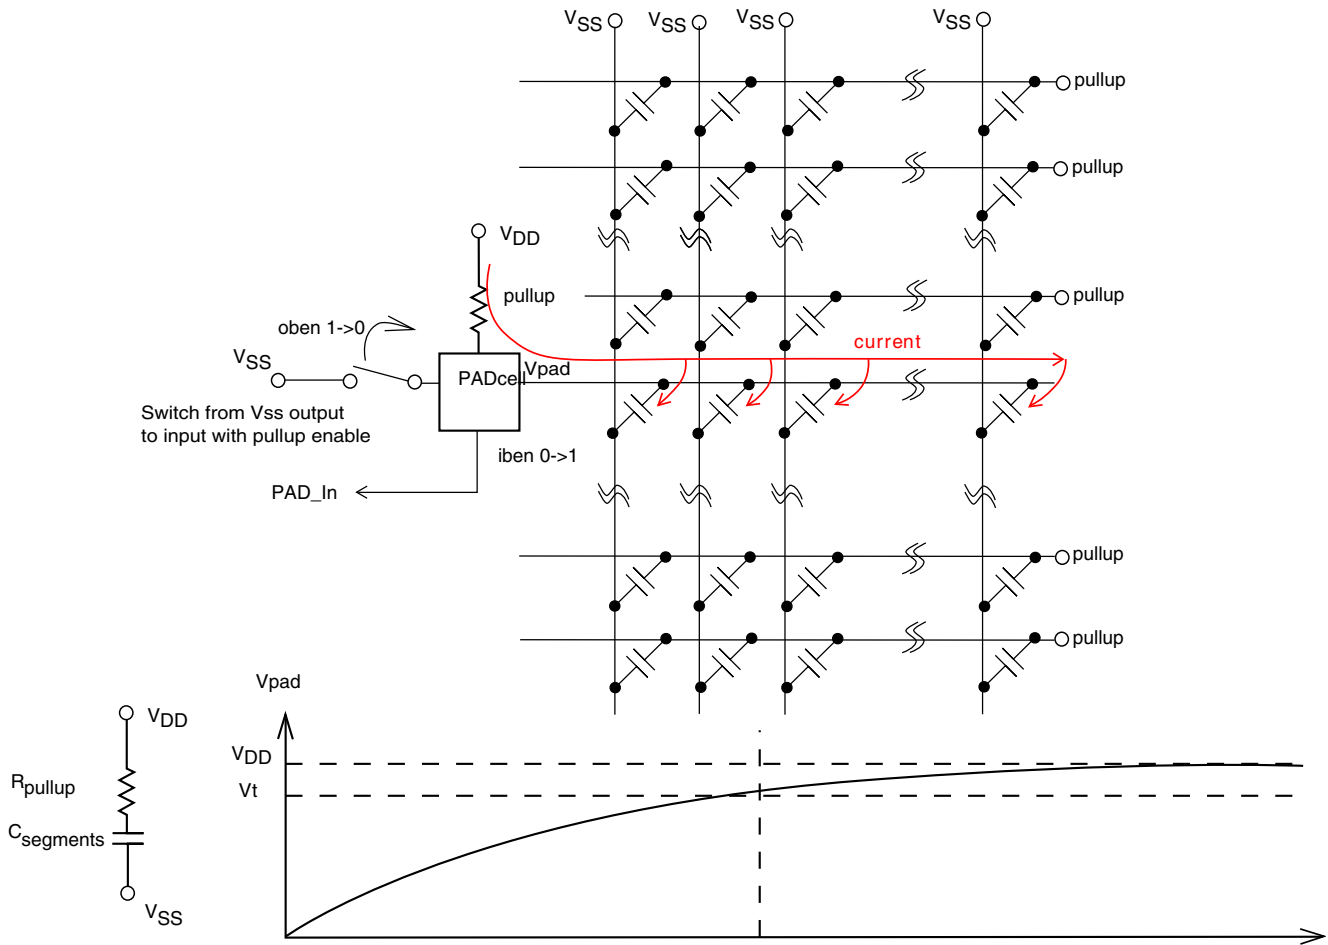 VSS VSS VSS VSS
pullup
pullup
VDD
pullup
pullup
oben 1->0
current
VSS
PADcell
Vpad
Switch from Vss output
to input with pullup enable
iben 0->1
PAD_In
pullup
pullup
Vpad
VDD
VDD
Rpullup
Vt
Csegments
VSS